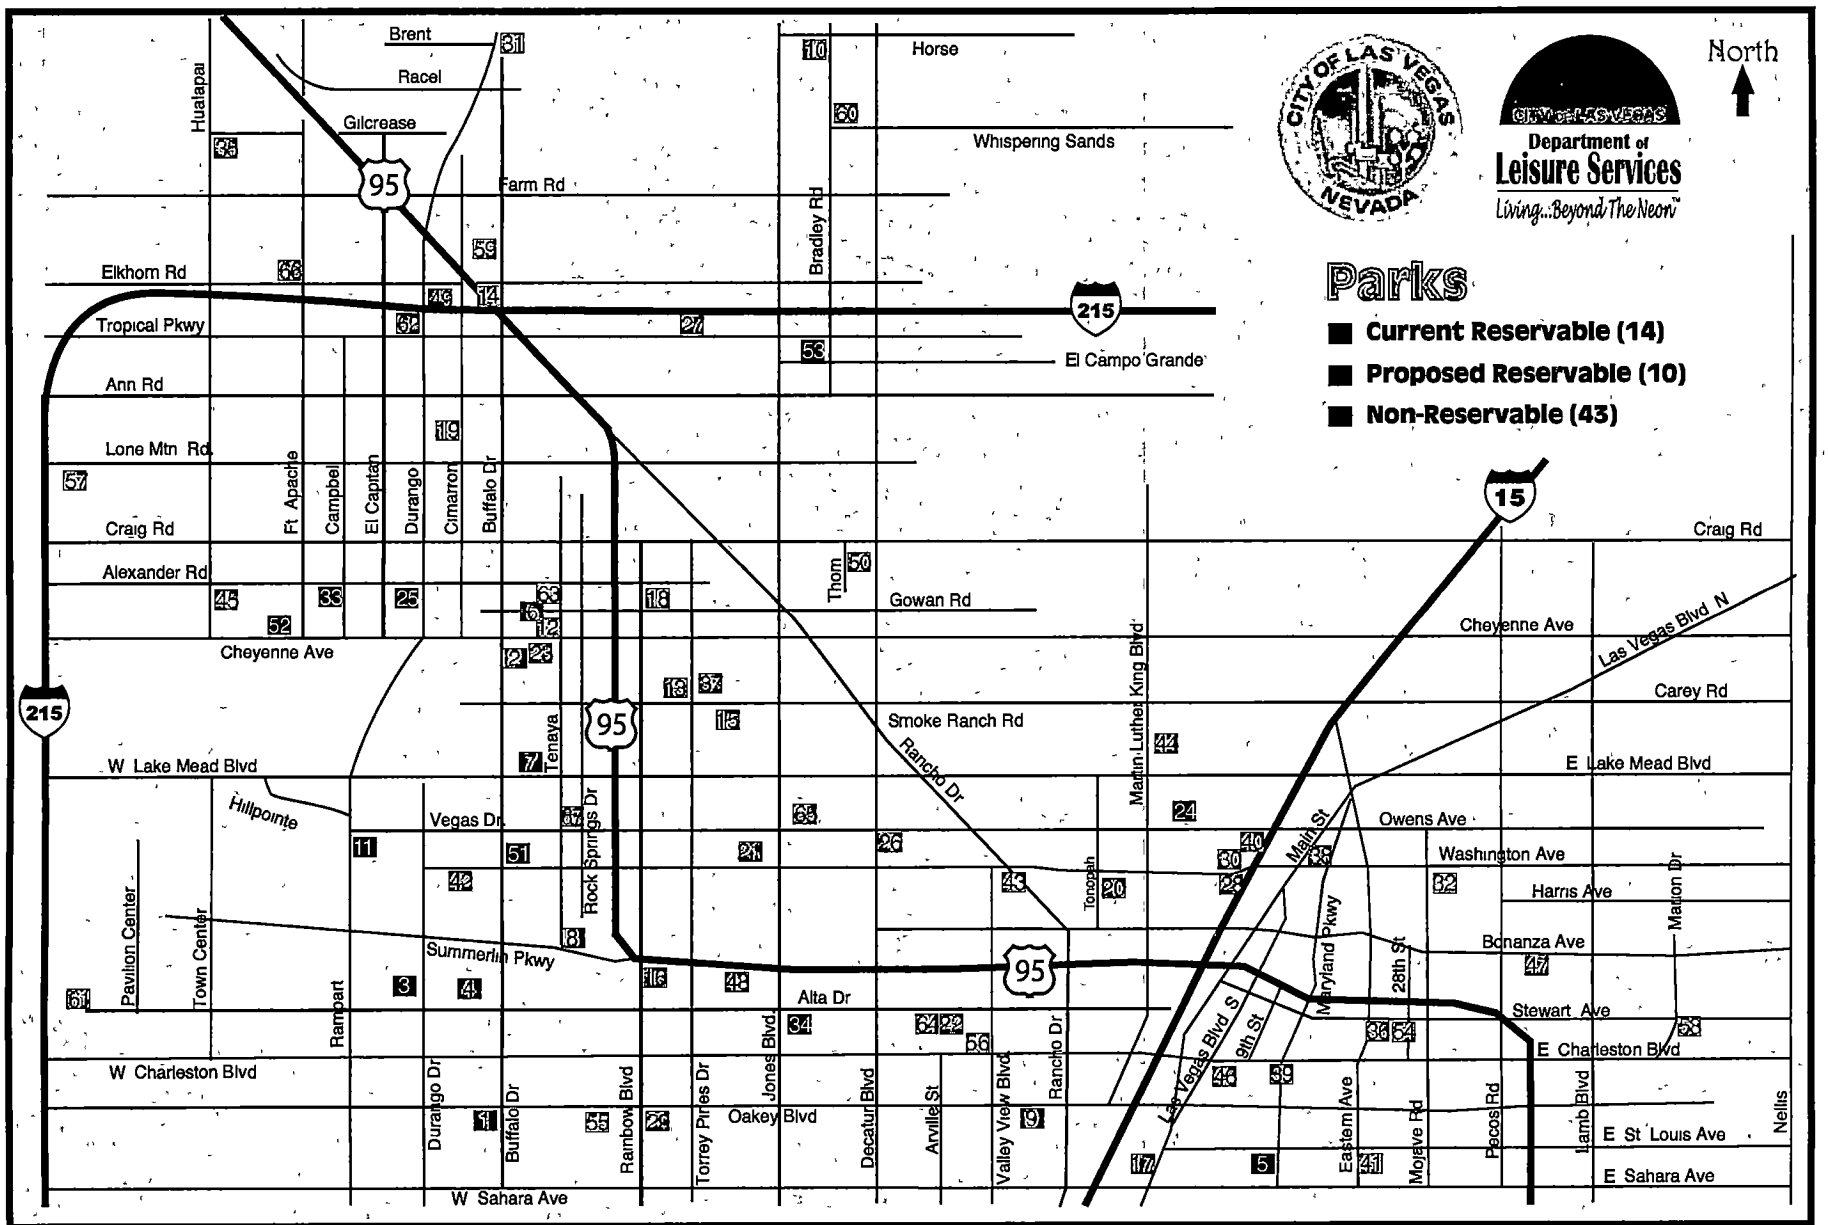 Brent
31
10
Horse
North
Racel
Hualapai
CITY OF LAS VEGAS
NEVADA
CITY of LAS VEGAS
Department of
Leisure Services
Living...Beyond The Neon™
Gilcrease
60
Whispering Sands
95
Farm Rd
Bradley Rd
59
Elkhorn Rd
66
49
14
215
Parks
Current Reservable (14)
Proposed Reservable (10)
Non-Reservable (43)
Tropical Pkwy
62
27
53
El Campo Grande
Ann Rd
19
Lone Mtn Rd
57
Ft Apache
Campbel
El Capitan
Durango
Cimarron
Buffalo Dr
15
Craig Rd
Craig Rd
Thom
50
Alexander Rd
45
33
25
63
18
6
Gowan Rd
52
12
Cheyenne Ave
Cheyenne Ave
Las Vegas Blvd N
2
23
Martin Luther King Blvd
215
13
37
Carey Rd
15
Smoke Ranch Rd
95
Tenaya
44
7
Rancho Dr
W Lake Mead Blvd
E Lake Mead Blvd
Hillpointe
Vegas Dr
67
Rock Springs Dr
65
24
Owens Ave
Main St
11
51
21
26
40
30
38
Washington Ave
42
43
Tonopah
20
28
32
Harris Ave
Marion Dr
Pavilion Center
Town Center
8
Summerlin Pkwy
Maryland Pkwy
28th St
Bonanza Ave
47
95
16
48
3
4
61
Alta Dr
Stewart Ave
Rampart
Jones Blvd
34
64
22
56
Rancho Dr
Las Vegas Blvd S
9th St
36
54
58
E Charleston Blvd
W Charleston Blvd
46
39
Durango Dr
1
Buffalo Dr
55
Rainbow Blvd
29
Torrey Pines Dr
Oakey Blvd
Decatur Blvd
Arville St
Valley View Blvd
9
17
5
Eastern Ave
41
Mojave Rd
Pecos Rd
Lamb Blvd
E St Louis Ave
Nellis
E Sahara Ave
W Sahara Ave